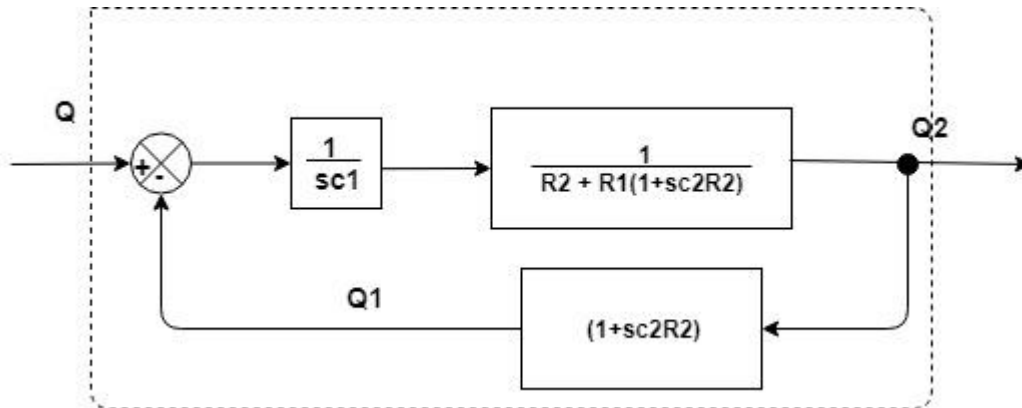 Q
+
-
1
sc1
1
R2 + R1(1+sc2R2)
Q2
Q1
(1+sc2R2)